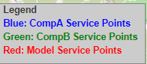 Legend
Blue: CompA Service Points
Green: CompB Service Points
Red: Model Service Points